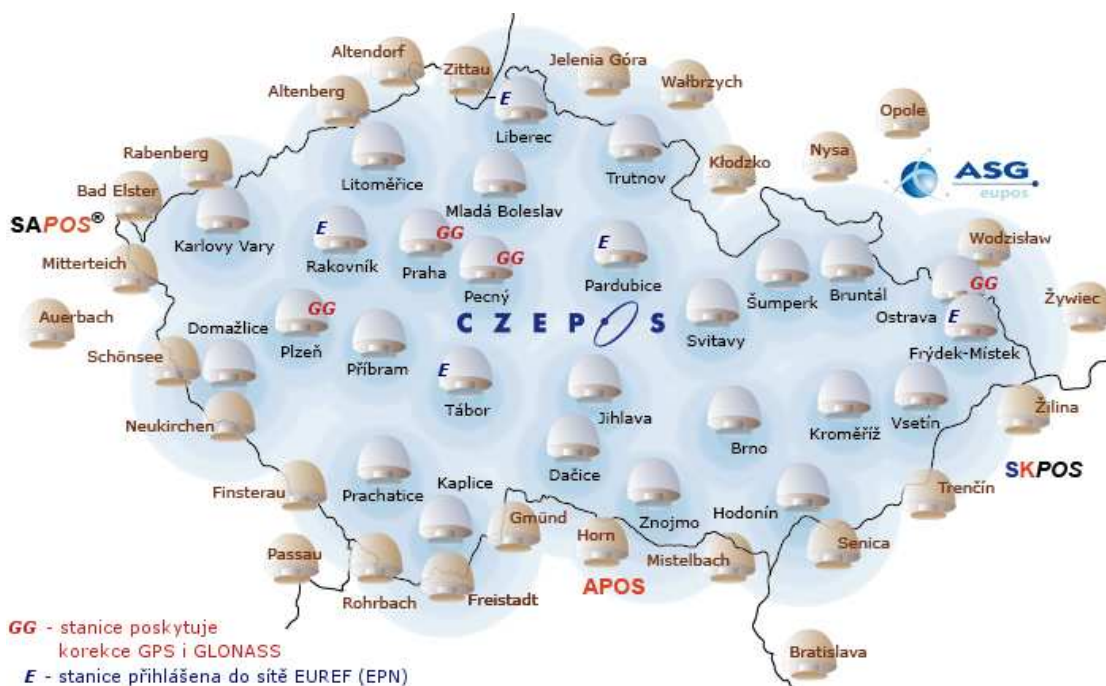 Altendorf
Zittau
Jelenia Góra
Wałbrzych
Altenberg
E
Liberec
Opole
Rabenberg
Litoměřice
Trutnov
Kłodzko
Nysa
ASG
eupos
Bad Elster
Mladá Boleslav
SAPOS®
Karlovy Vary
E
Rakovník
GG
Praha
GG
Pecný
E
Pardubice
Wodzisław
Mitterteich
Šumperk
Bruntál
GG
Ostrava
Żywiec
Auerbach
Domažlice
GG
Plzeň
CZEPOS
Svitavy
E
Frýdek-Místek
Schönsee
Příbram
E
Tábor
Jihlava
Neukirchen
Brno
Kroměříž
Vsetín
Žilina
Finsterau
Prachatice
Kaplice
Dačice
SKPOS
Gmünd
Znojmo
Hodonín
Trenčín
Passau
Horn
Mistelbach
Senica
Rohrbach
Freistadt
APOS
GG - stanice poskytuje
korekce GPS i GLONASS
E - stanice přihlášena do sítě EUREF (EPN)
Bratislava